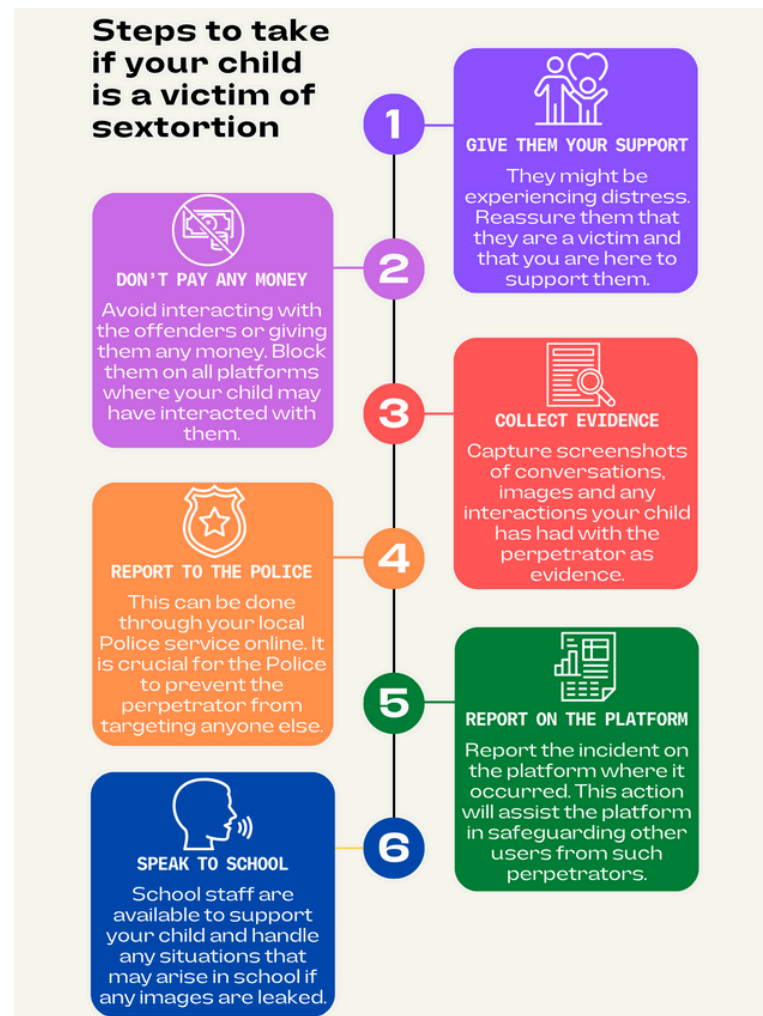 Steps to take
if your child
is a victim of
sextortion
1
GIVE THEM YOUR SUPPORT
They might be
experiencing distress.
Reassure them that
they are a victim and
that you are here to
support them.
2
DON'T PAY ANY MONEY
Avoid interacting with
the offenders or giving
them any money. Block
them on all platforms
where your child may
have interacted with
them.
3
COLLECT EVIDENCE
Capture screenshots
of conversations,
images and any
interactions your child
has had with the
perpetrator as
evidence.
4
REPORT TO THE POLICE
This can be done
through your local
Police service online. It
is crucial for the Police
to prevent the
perpetrator from
targeting anyone else.
5
REPORT ON THE PLATFORM
Report the incident on
the platform where it
occurred. This action
will assist the platform
in safeguarding other
users from such
perpetrators.
6
SPEAK TO SCHOOL
School staff are
available to support
your child and handle
any situations that
may arise in school if
any images are leaked.